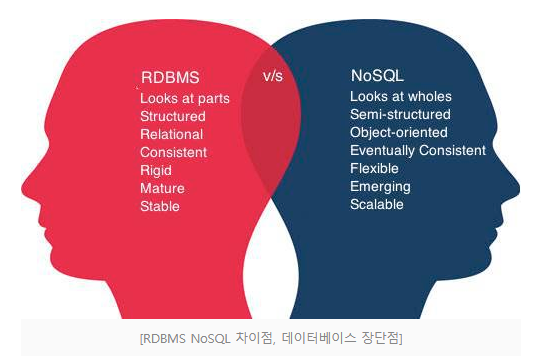 RDBMS
Looks at parts
Structured
Relational
Consistent
Rigid
Mature
Stable
v/s
NoSQL
Looks at wholes
Semi-structured
Object-oriented
Eventually Consistent
Flexible
Emerging
Scalable
[RDBMS NoSQL 차이점, 데이터베이스 장단점]